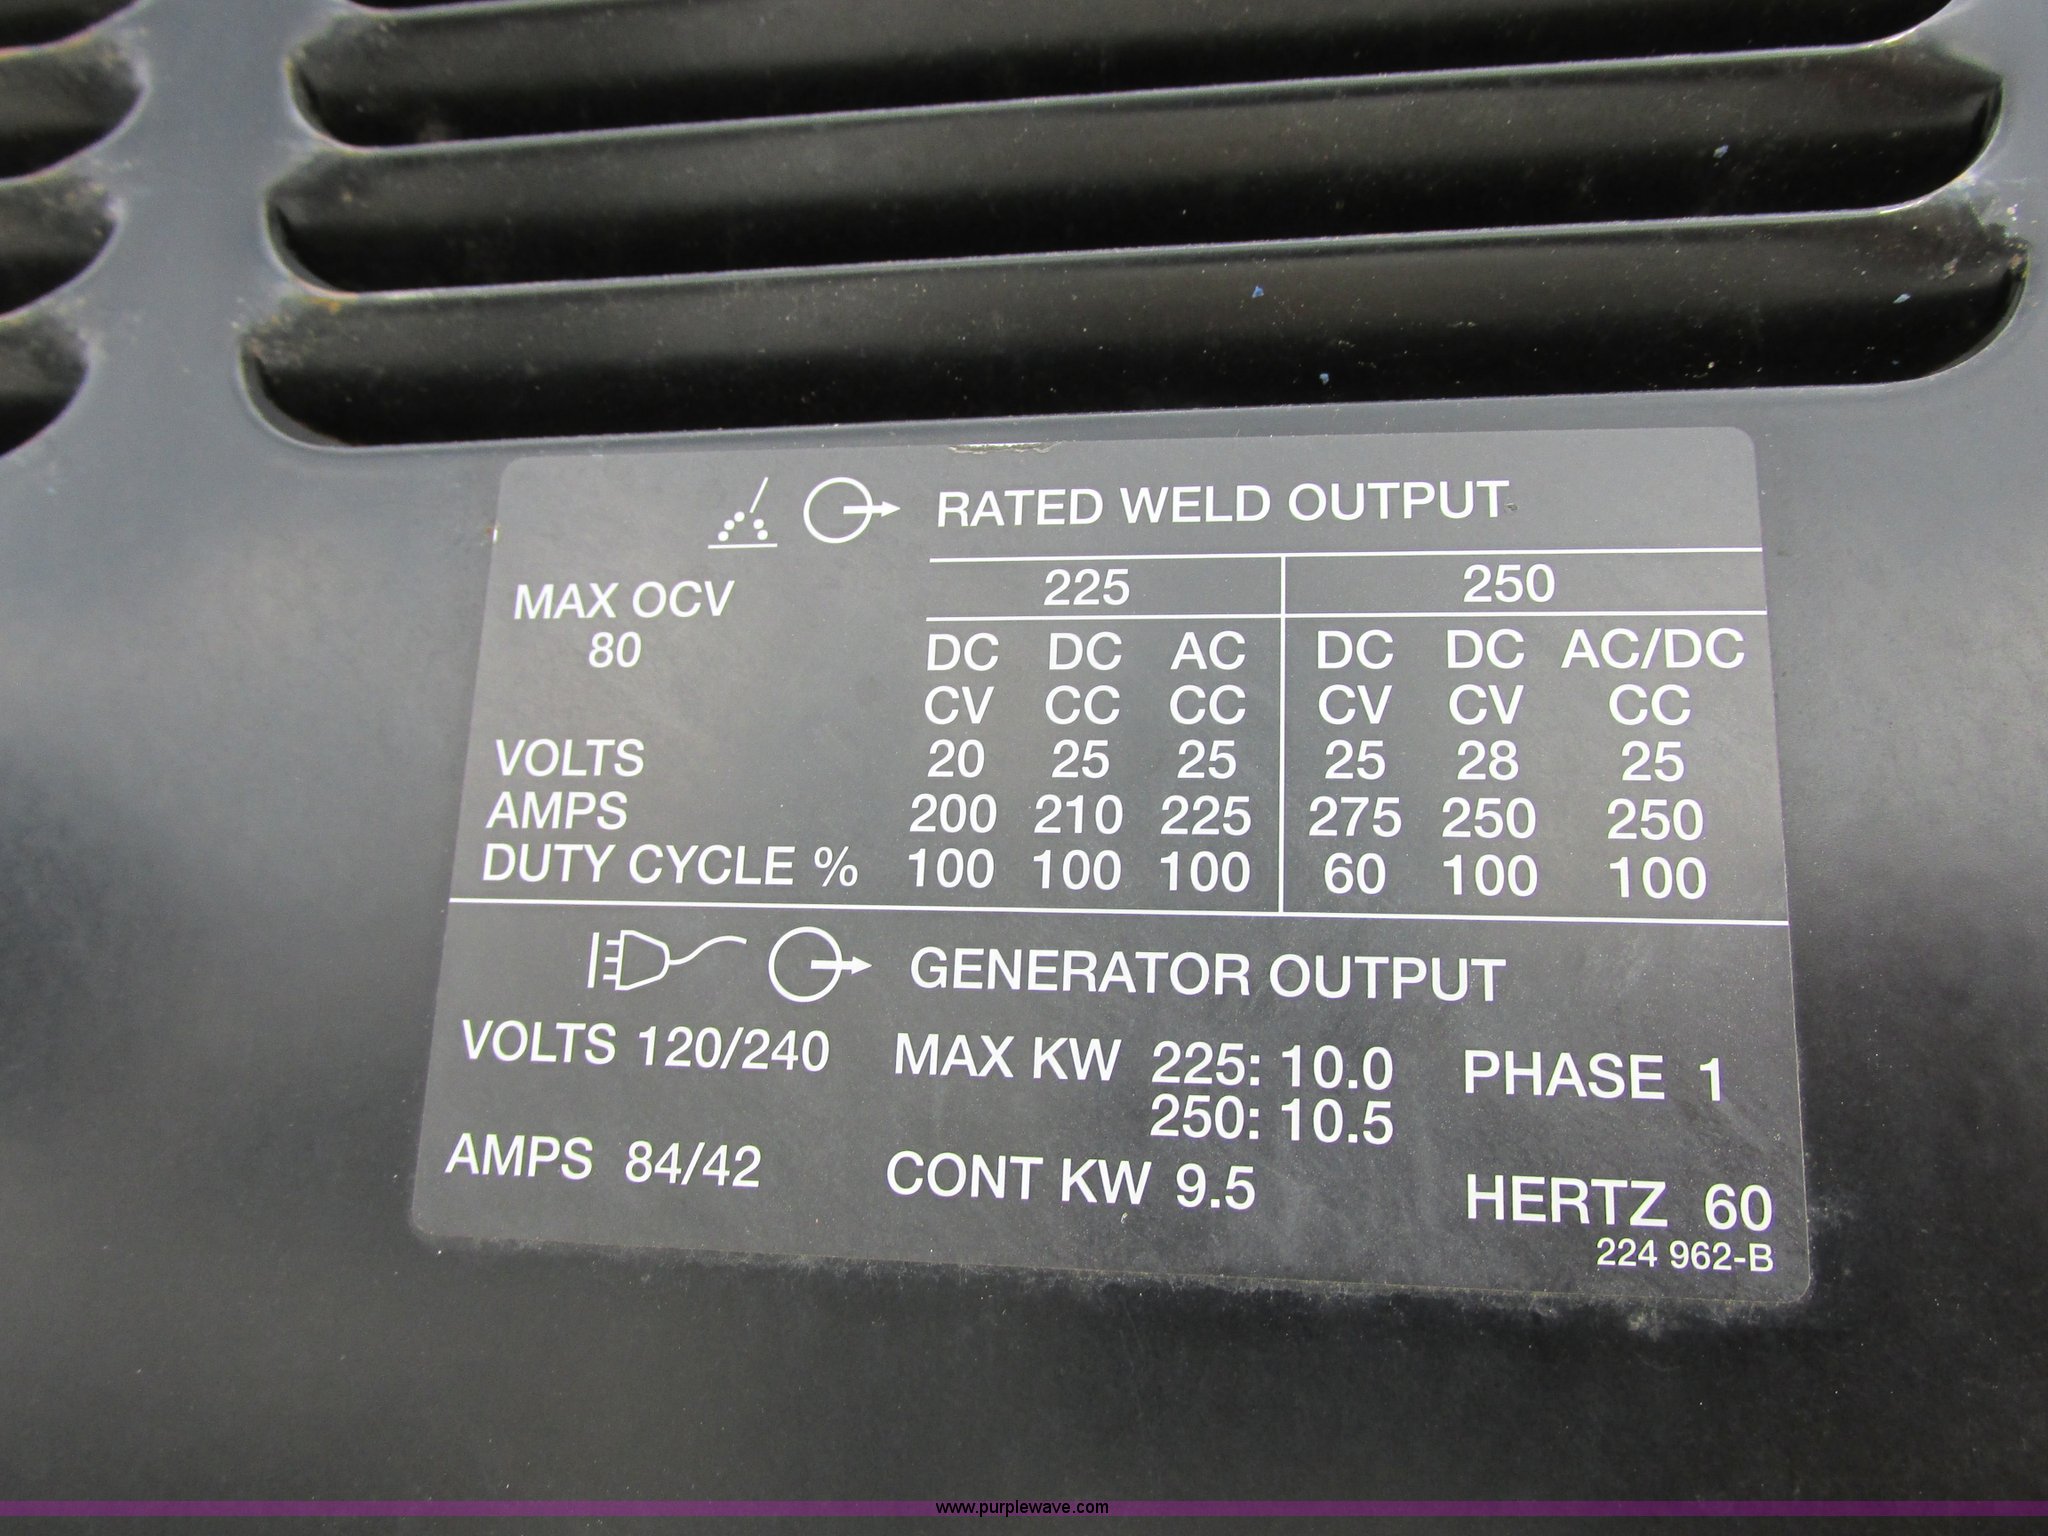 RATED WELD OUTPUT
225 250
MAX OCV
80
DC DC AC DC DC AC/DC
CV CC CC CV CV CC
VOLTS 20 25 25 25 28 25
AMPS 200 210 225 275 250 250
DUTY CYCLE % 100 100 100 60 100 100
GENERATOR OUTPUT
VOLTS 120/240 MAX KW 225: 10.0 PHASE 1
250: 10.5
AMPS 84/42 CONT KW 9.5 HERTZ 60
224 962-B
www.purplewave.com